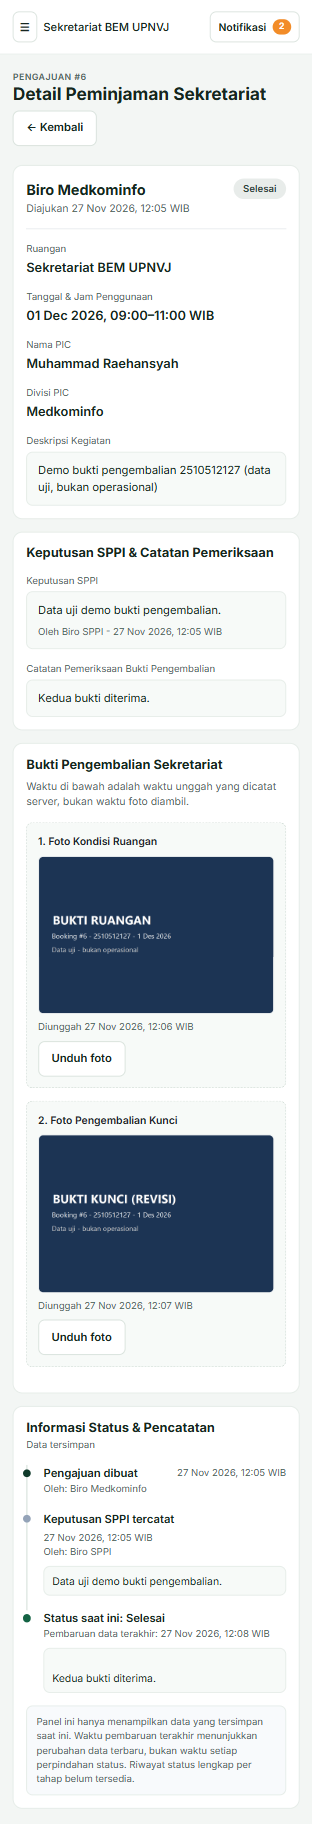 ☰ Sekretariat BEM UPNVJ Notifikasi 2
PENGAJUAN #6
Detail Peminjaman Sekretariat
← Kembali
Biro Medkominfo Selesai
Diajukan 27 Nov 2026, 12:05 WIB
Ruangan
Sekretariat BEM UPNVJ
Tanggal & Jam Penggunaan
01 Dec 2026, 09:00–11:00 WIB
Nama PIC
Muhammad Raehansyah
Divisi PIC
Medkominfo
Deskripsi Kegiatan
Demo bukti pengembalian 2510512127 (data
uji, bukan operasional)
Keputusan SPPI & Catatan Pemeriksaan
Keputusan SPPI
Data uji demo bukti pengembalian.
Oleh Biro SPPI - 27 Nov 2026, 12:05 WIB
Catatan Pemeriksaan Bukti Pengembalian
Kedua bukti diterima.
Bukti Pengembalian Sekretariat
Waktu di bawah adalah waktu unggah yang dicatat
server, bukan waktu foto diambil.
1. Foto Kondisi Ruangan
BUKTI RUANGAN
Booking #6 - 2510512127 - 1 Des 2026
Data uji - bukan operasional
Diunggah 27 Nov 2026, 12:06 WIB
Unduh foto
2. Foto Pengembalian Kunci
BUKTI KUNCI (REVISI)
Booking #6 - 2510512127 - 1 Des 2026
Data uji - bukan operasional
Diunggah 27 Nov 2026, 12:07 WIB
Unduh foto
Informasi Status & Pencatatan
Data tersimpan
Pengajuan dibuat 27 Nov 2026, 12:05 WIB
Oleh: Biro Medkominfo
Keputusan SPPI tercatat
27 Nov 2026, 12:05 WIB
Oleh: Biro SPPI
Data uji demo bukti pengembalian.
Status saat ini: Selesai
Pembaruan data terakhir: 27 Nov 2026, 12:08 WIB
Kedua bukti diterima.
Panel ini hanya menampilkan data yang tersimpan
saat ini. Waktu pembaruan terakhir menunjukkan
perubahan data terbaru, bukan waktu setiap
perpindahan status. Riwayat status lengkap per
tahap belum tersedia.